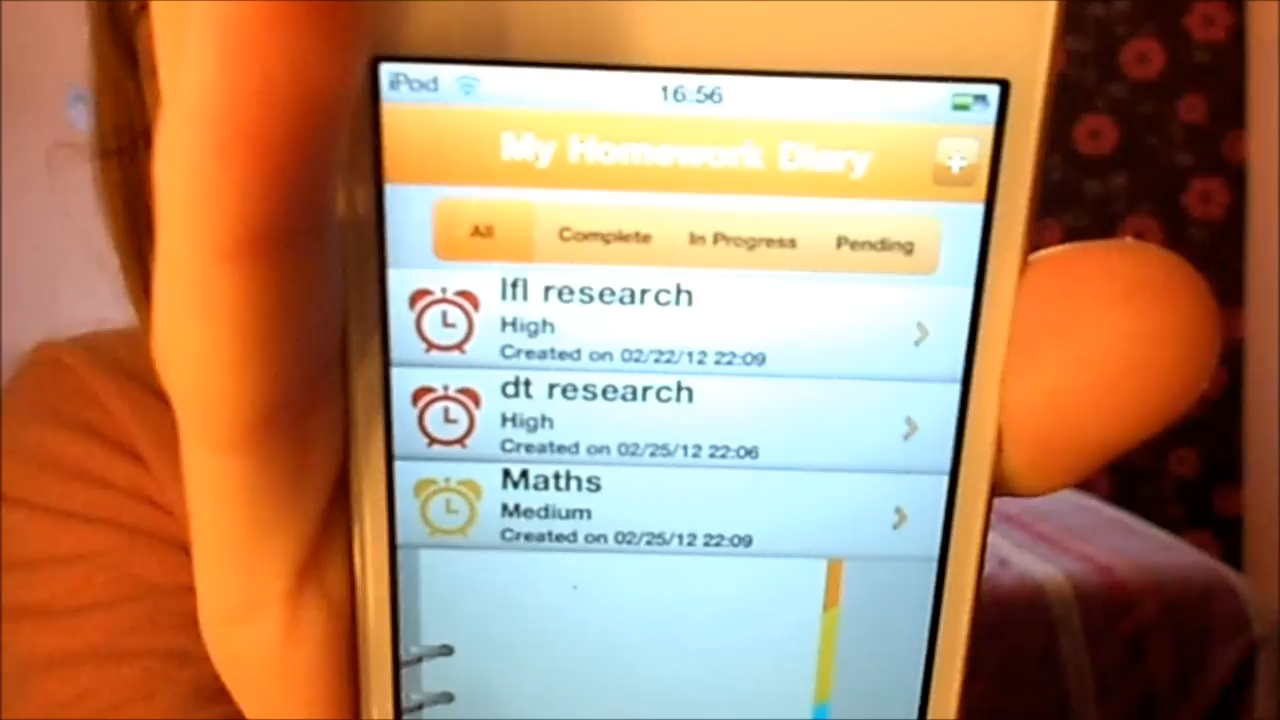 iPod 16:56
My Homework Diary +
All Complete In Progress Pending
lfl research
High
Created on 02/22/12 22:09
dt research
High
Created on 02/25/12 22:06
Maths
Medium
Created on 02/25/12 22:09